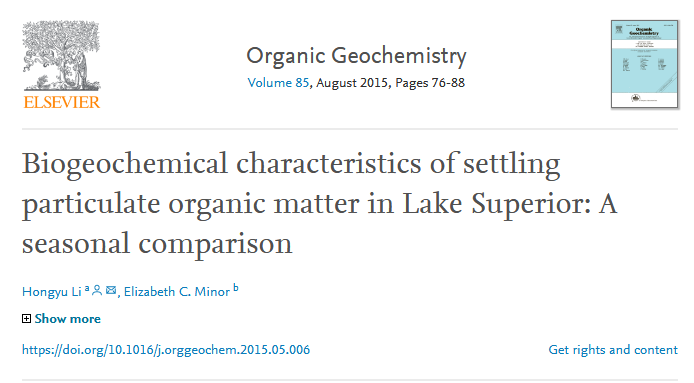 ELSEVIER
Organic Geochemistry
Volume 85, August 2015, Pages 76-88
Organic
Geochemistry
Biogeochemical characteristics of settling
particulate organic matter in Lake Superior: A
seasonal comparison
Hongyu Li a, Elizabeth C. Minor b
Show more
https://doi.org/10.1016/j.orggeochem.2015.05.006
Get rights and content